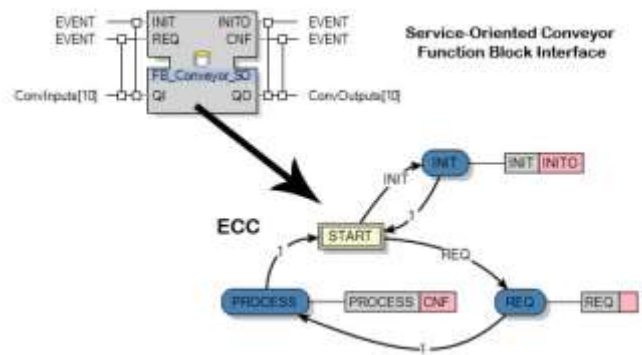 EVENT INIT INITO EVENT
EVENT REQ CNF EVENT
FB_Conveyor_SO
ConvInputs[10] QI QO ConvOutputs[10]
Service-Oriented Conveyor
Function Block Interface
INIT INIT INITO
INIT
1
ECC
START
1 REQ
PROCESS PROCESS CNF REQ REQ
1